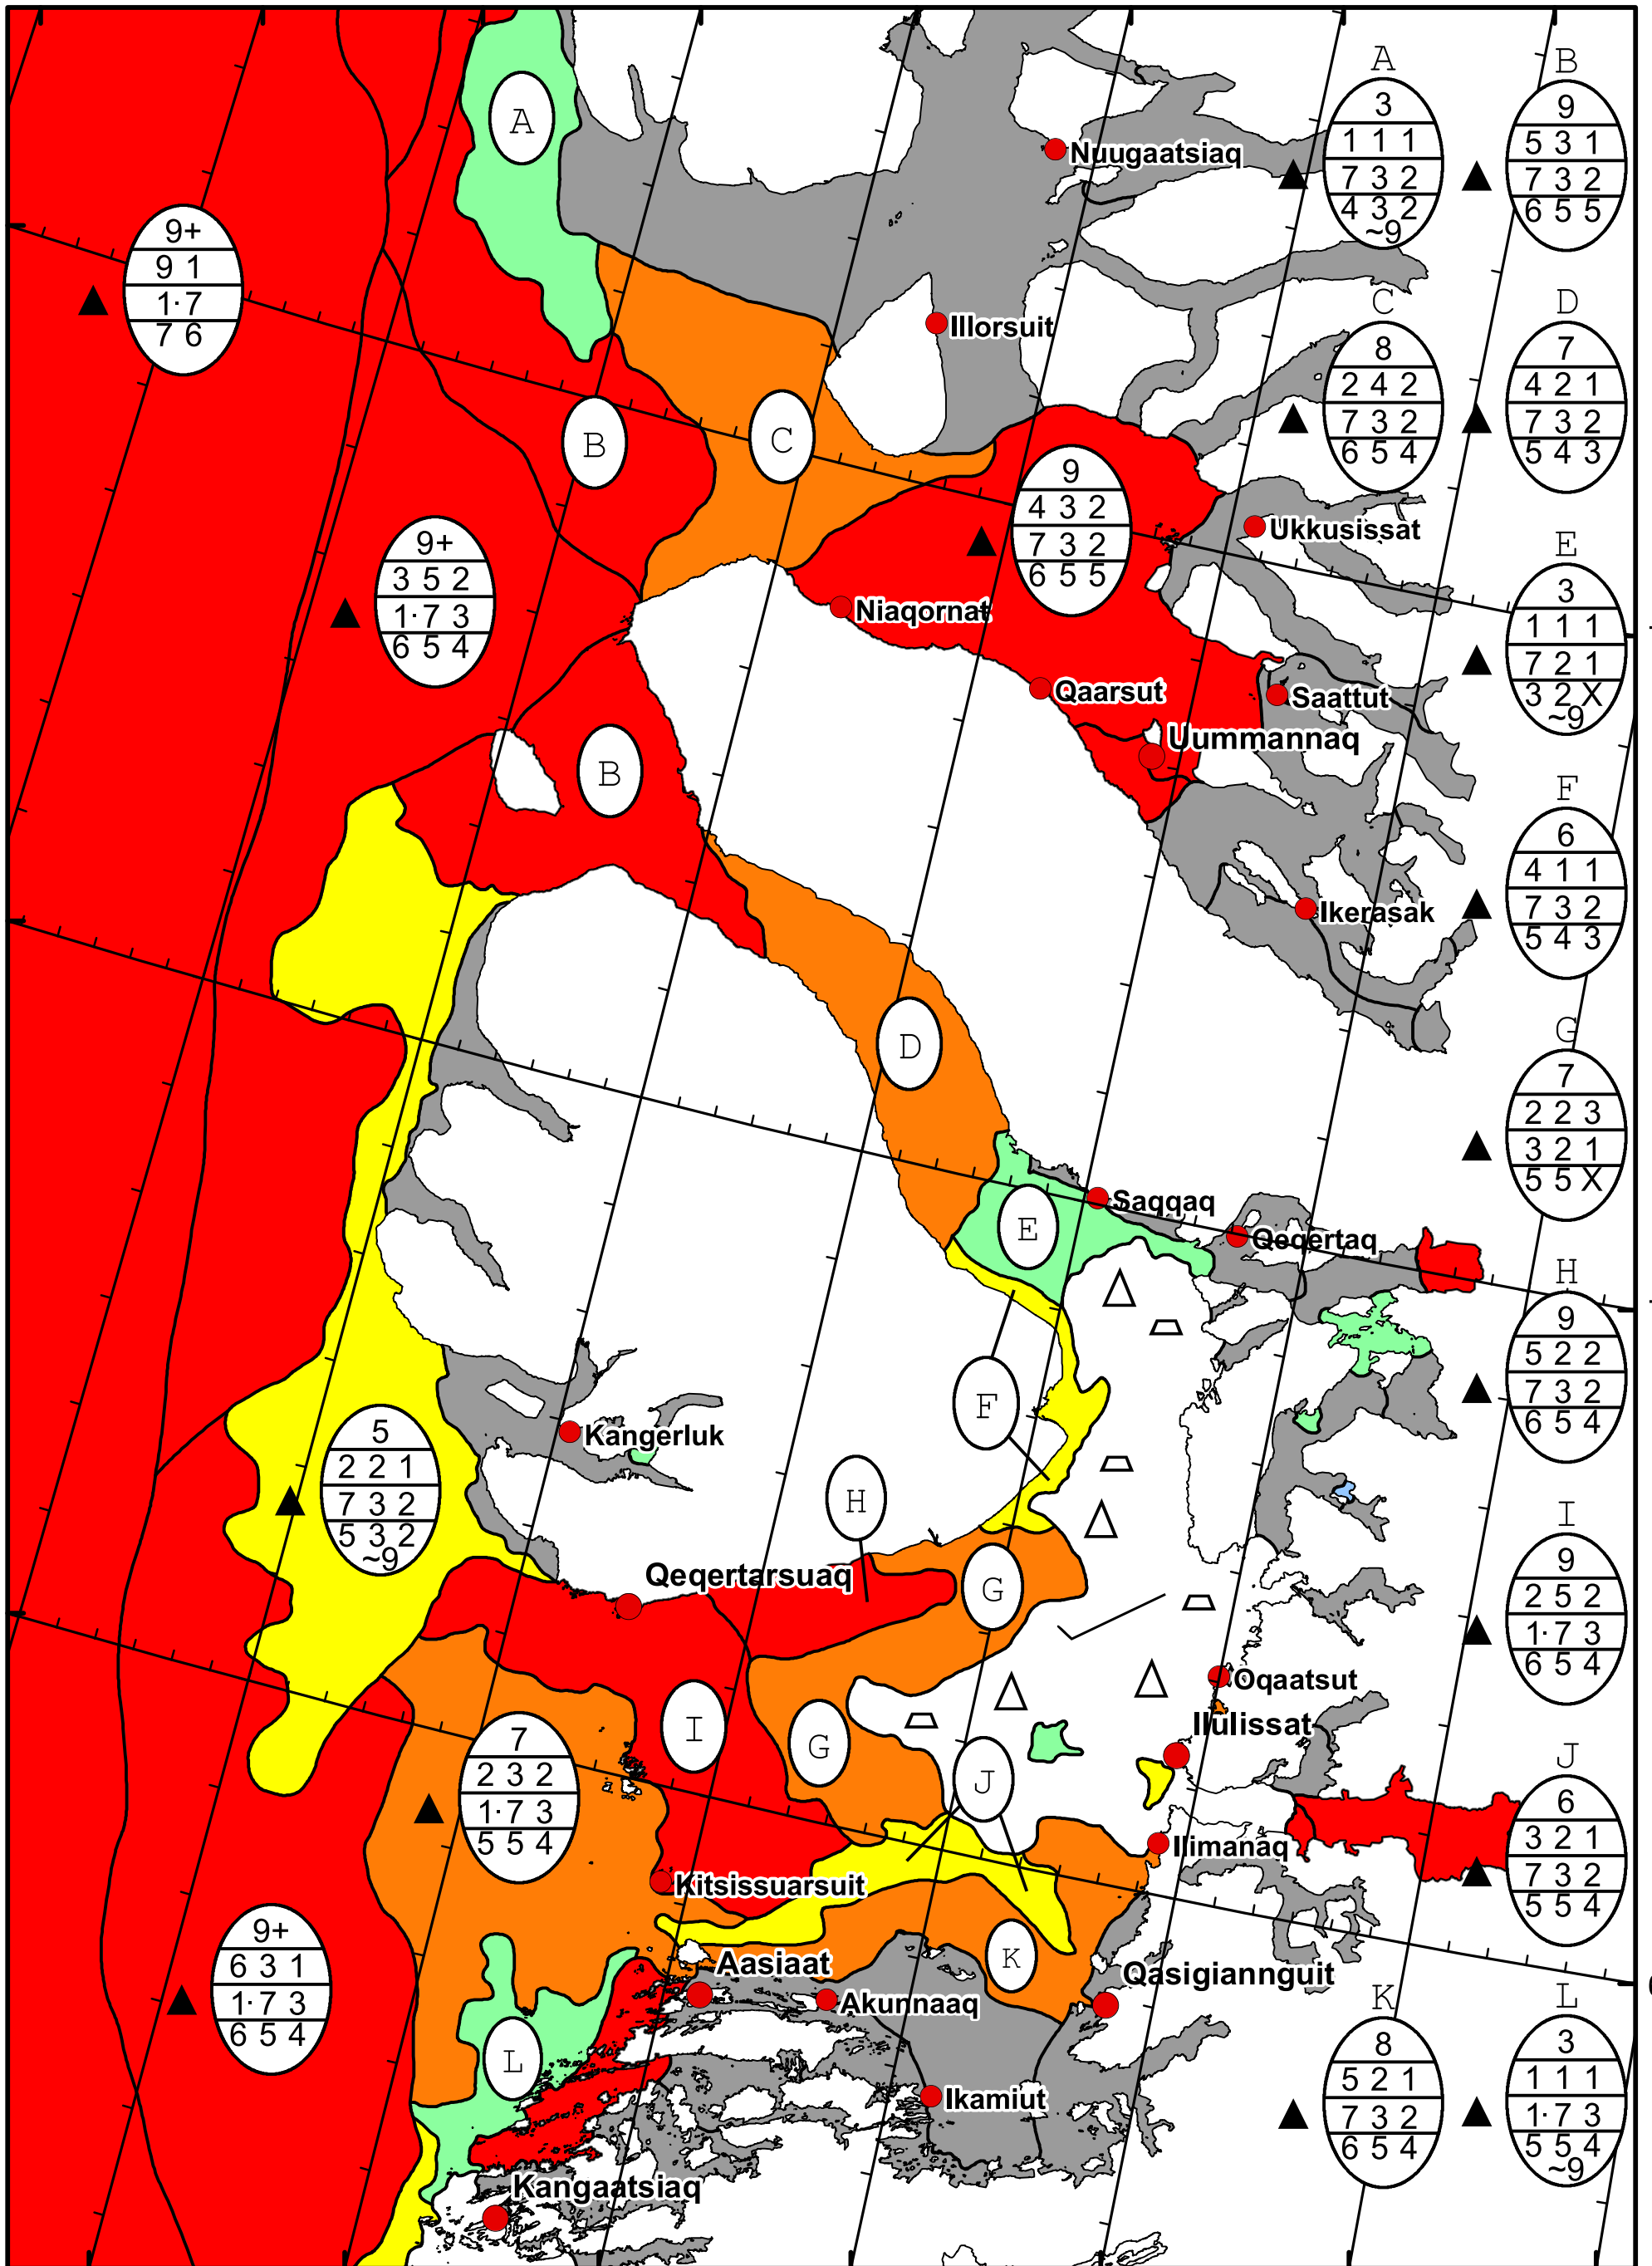 A
B
3
1 1 1
7 3 2
4 3 2
~9
9
5 3 1
7 3 2
6 5 5
A
Nuugaatsiaq
9+
9 1
1· 7
7 6
Illorsuit
C
D
8
2 4 2
7 3 2
6 5 4
7
4 2 1
7 3 2
5 4 3
B
C
9
4 3 2
7 3 2
6 5 5
Ukkusissat
9+
3 5 2
1· 7 3
6 5 4
Niaqornat
E
3
1 1 1
7 2 1
3 2 X
~9
Qaarsut
Saattut
Uummannaq
B
F
6
4 1 1
7 3 2
5 4 3
Ikerasak
D
G
7
2 2 3
3 2 1
5 5 X
Saqqaq
E
Qeqertaq
H
9
5 2 2
7 3 2
6 5 4
F
Kangerluk
5
2 2 1
7 3 2
5 3 2
~9
H
I
9
2 5 2
1· 7 3
6 5 4
Qeqertarsuaq
G
Oqaatsut
Ilulissat
I
G
7
2 3 2
1· 7 3
5 5 4
J
J
6
3 2 1
7 3 2
5 5 4
Ilimanaq
Kitsissuarsuit
9+
6 3 1
1· 7 3
6 5 4
K
Aasiaat
Qasigiannguit
Akunnaaq
L
Ikamiut
K
L
8
5 2 1
7 3 2
6 5 4
3
1 1 1
1· 7 3
5 5 4
~9
Kangaatsiaq